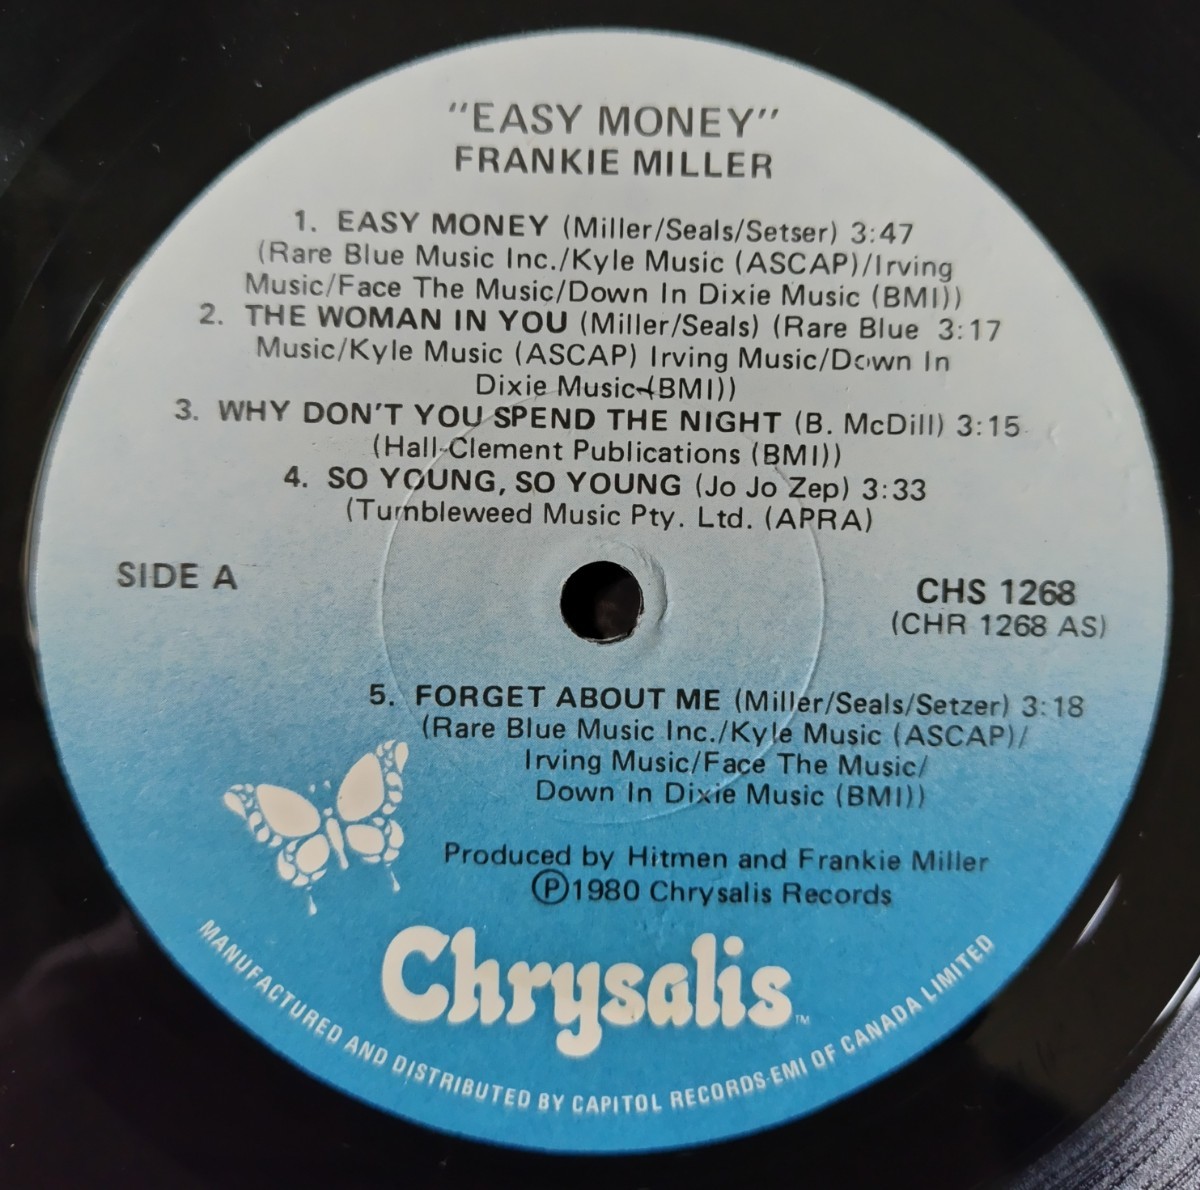 "EASY MONEY"
FRANKIE MILLER
1. EASY MONEY (Miller/Seals/Setser) 3:47
(Rare Blue Music Inc./Kyle Music (ASCAP)/Irving
Music/Face The Music/Down In Dixie Music (BMI))
2. THE WOMAN IN YOU (Miller/Seals) (Rare Blue 3:17
Music/Kyle Music (ASCAP) Irving Music/Down In
Dixie Music-(BMI))
3. WHY DON'T YOU SPEND THE NIGHT (B. McDill) 3:15
(Hall-Clement Publications (BMI))
4. SO YOUNG, SO YOUNG (Jo Jo Zep) 3:33
(Tumbleweed Music Pty. Ltd. (APRA)
SIDE A
CHS 1268
(CHR 1268 AS)
5. FORGET ABOUT ME (Miller/Seals/Setzer) 3:18
(Rare Blue Music Inc./Kyle Music (ASCAP)/
Irving Music/Face The Music/
Down In Dixie Music (BMI))
Produced by Hitmen and Frankie Miller
℗1980 Chrysalis Records
Chrysalis™
MANUFACTURED AND DISTRIBUTED BY CAPITOL RECORDS-EMI OF CANADA LIMITED